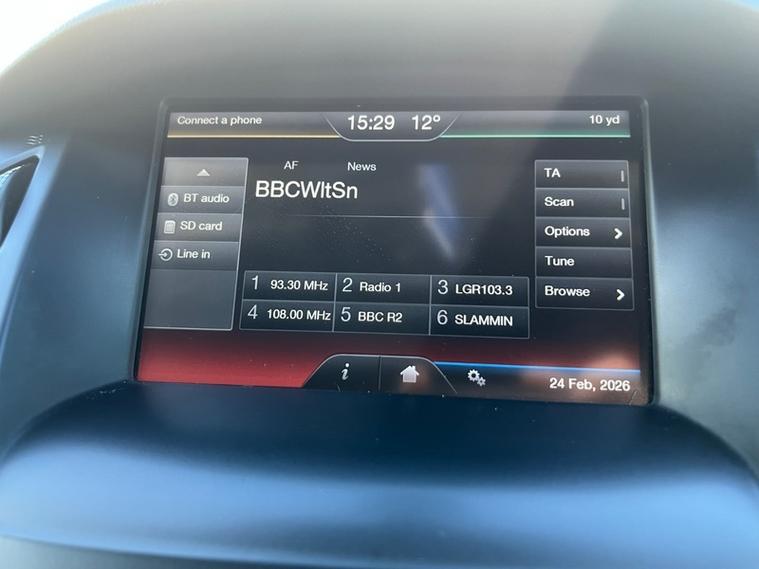 Connect a phone 15:29 12° 10 yd
AF News
BBCWltSn
BT audio
SD card
Line in
TA
Scan
Options
Tune
Browse
1 93.30 MHz 2 Radio 1 3 LGR103.3
4 108.00 MHz 5 BBC R2 6 SLAMMIN
i
24 Feb, 2026